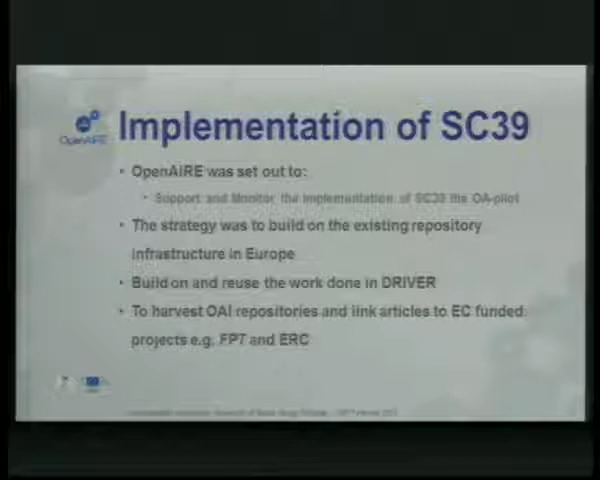 OpenAIRE
Implementation of SC39
• OpenAIRE was set out to:
• Support and Monitor the implementation of SC39 the OA-pilot
• The strategy was to build on the existing repository
infrastructure in Europe
• Build on and reuse the work done in DRIVER
• To harvest OAI repositories and link articles to EC funded
projects e.g. FP7 and ERC